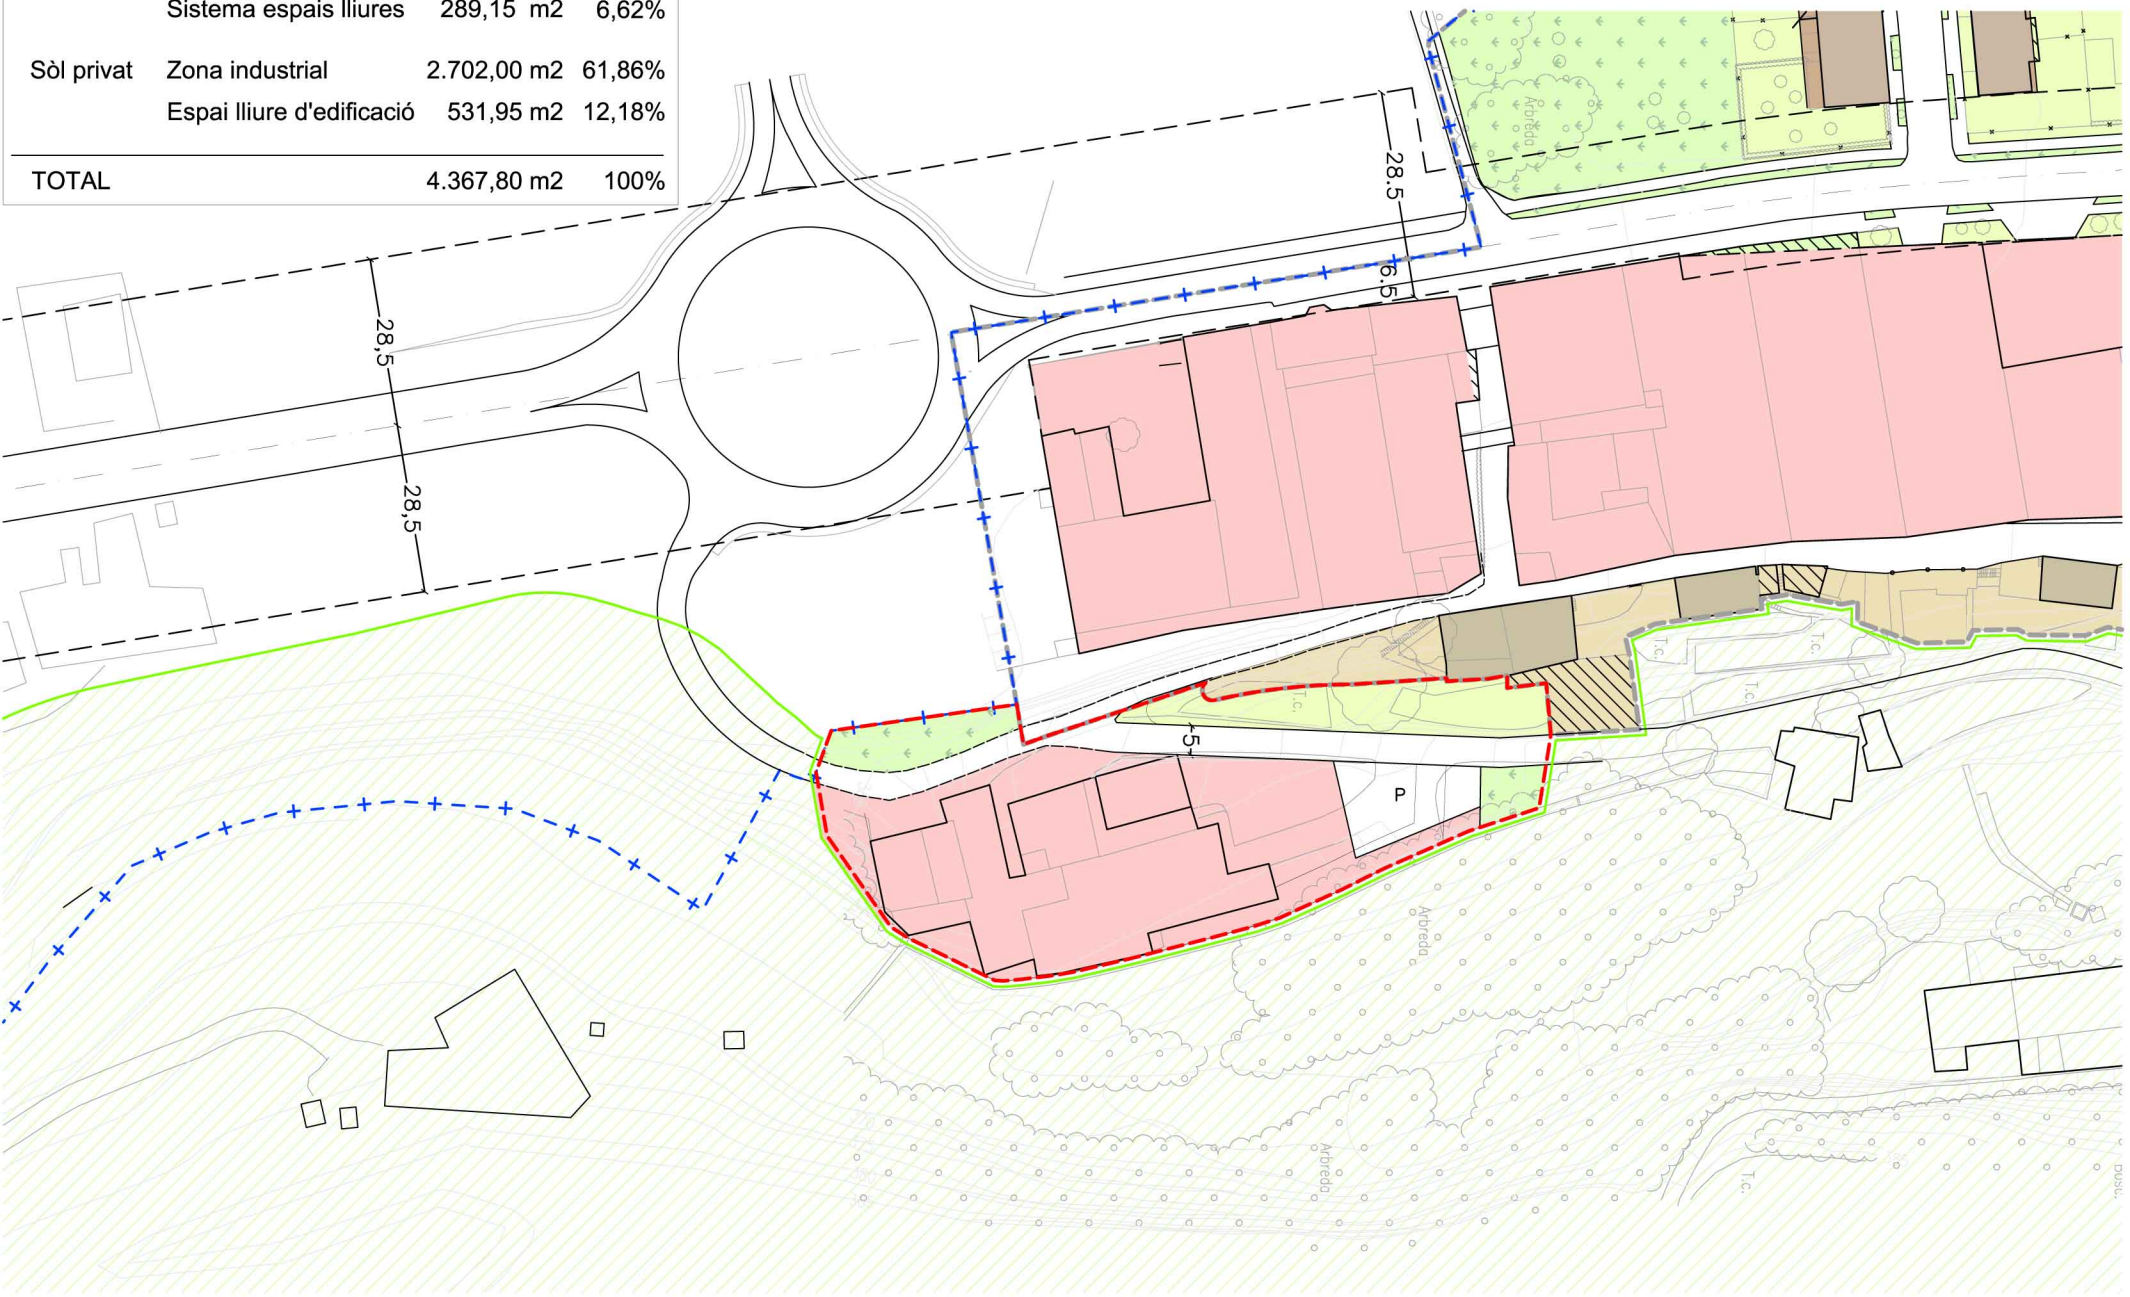 Sistema espais lliures 289,15 m2 6,62%
Sòl privat Zona industrial 2.702,00 m2 61,86%
Espai lliure d'edificació 531,95 m2 12,18%
TOTAL 4.367,80 m2 100%
Arbreda
28.5
6.5
28,5
28,5
T.c.
T.c.
T.c.
T.c.
5
P
Arbreda
Arbreda
T.c.
Bosc.